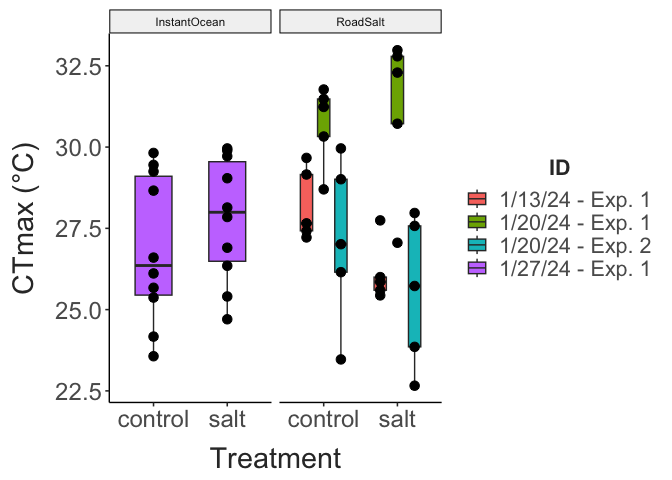 InstantOcean RoadSalt
CTmax (°C)
32.5
30.0
27.5
25.0
22.5
control salt control salt
Treatment
ID
1/13/24 - Exp. 1
1/20/24 - Exp. 1
1/20/24 - Exp. 2
1/27/24 - Exp. 1